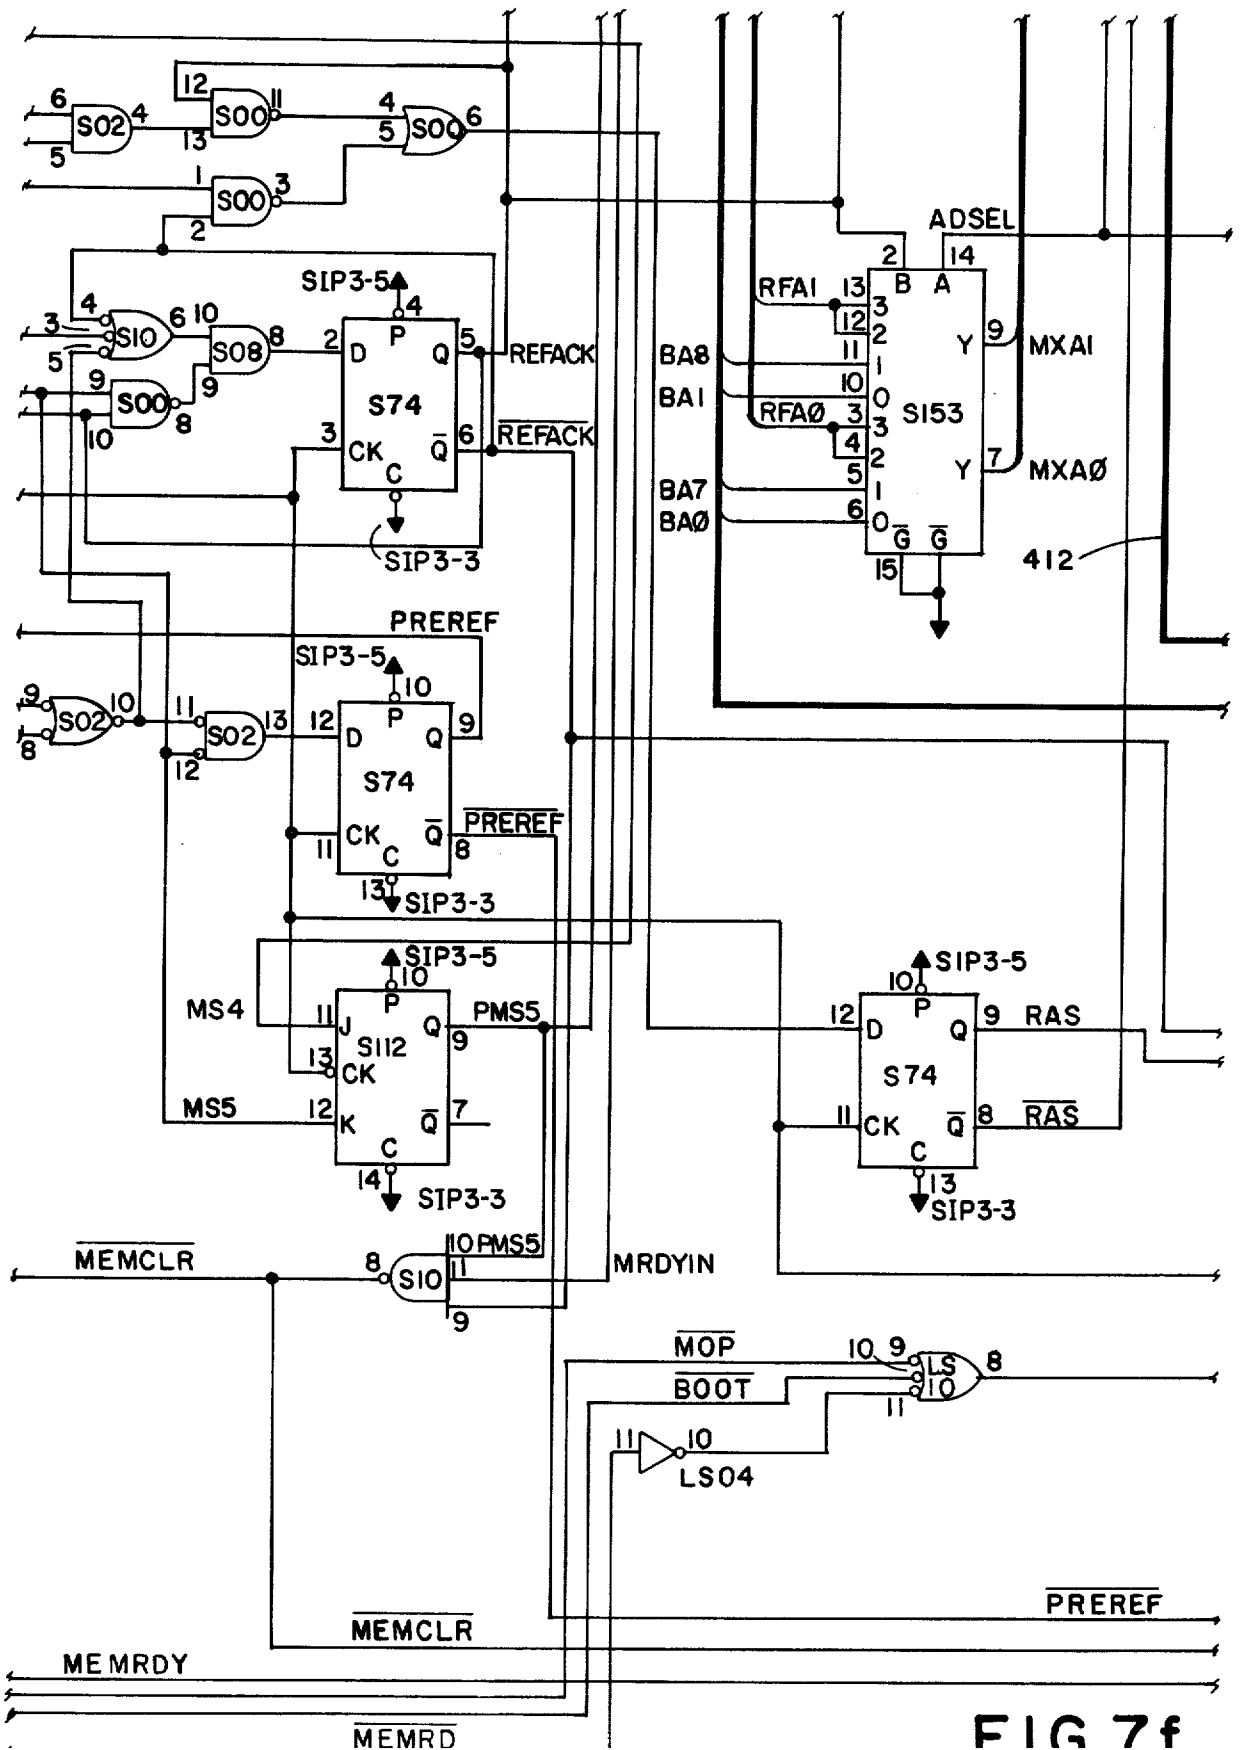 12
11
6
S00
4
4
6
S02
S00
13
5
5
1
3
S00
2
ADSEL
2
14
SIP3-5
4
B A
RFA1
13
3
4
3
6
10
S10
5
8
S08
2
D
P
Q
5
REFACK
12
2
Y
9
MXA1
BA8
11
1
9
S00
9
8
10
S74
BA1
10
0
S153
RFAØ
3
3
3
CK
Q
6
REFACK
4
2
Y
7
MXAØ
C
BA7
5
1
BAØ
6
0
G G
SIP3-3
15
412
PREREF
SIP3-5
10
9
10
11
S02
S02
13
12
D
P
Q
9
8
12
S74
PREREF
11
CK
Q
8
C
13
SIP3-3
SIP3-5
10
SIP3-5
10
MS4
11
J
P
Q
PMS5
9
12
D
P
Q
9
RAS
S112
13
CK
S74
MS5
12
K
Q
7
11
CK
Q
8
RAS
C
C
14
SIP3-3
13
SIP3-3
MEMCLR
8
S10
10
PMS5
11
MRDYIN
9
MOP
10
9
LS
10
8
BOOT
11
11
10
LS04
PREREF
MEMCLR
MEMRDY
MEMRD
FIG 7f